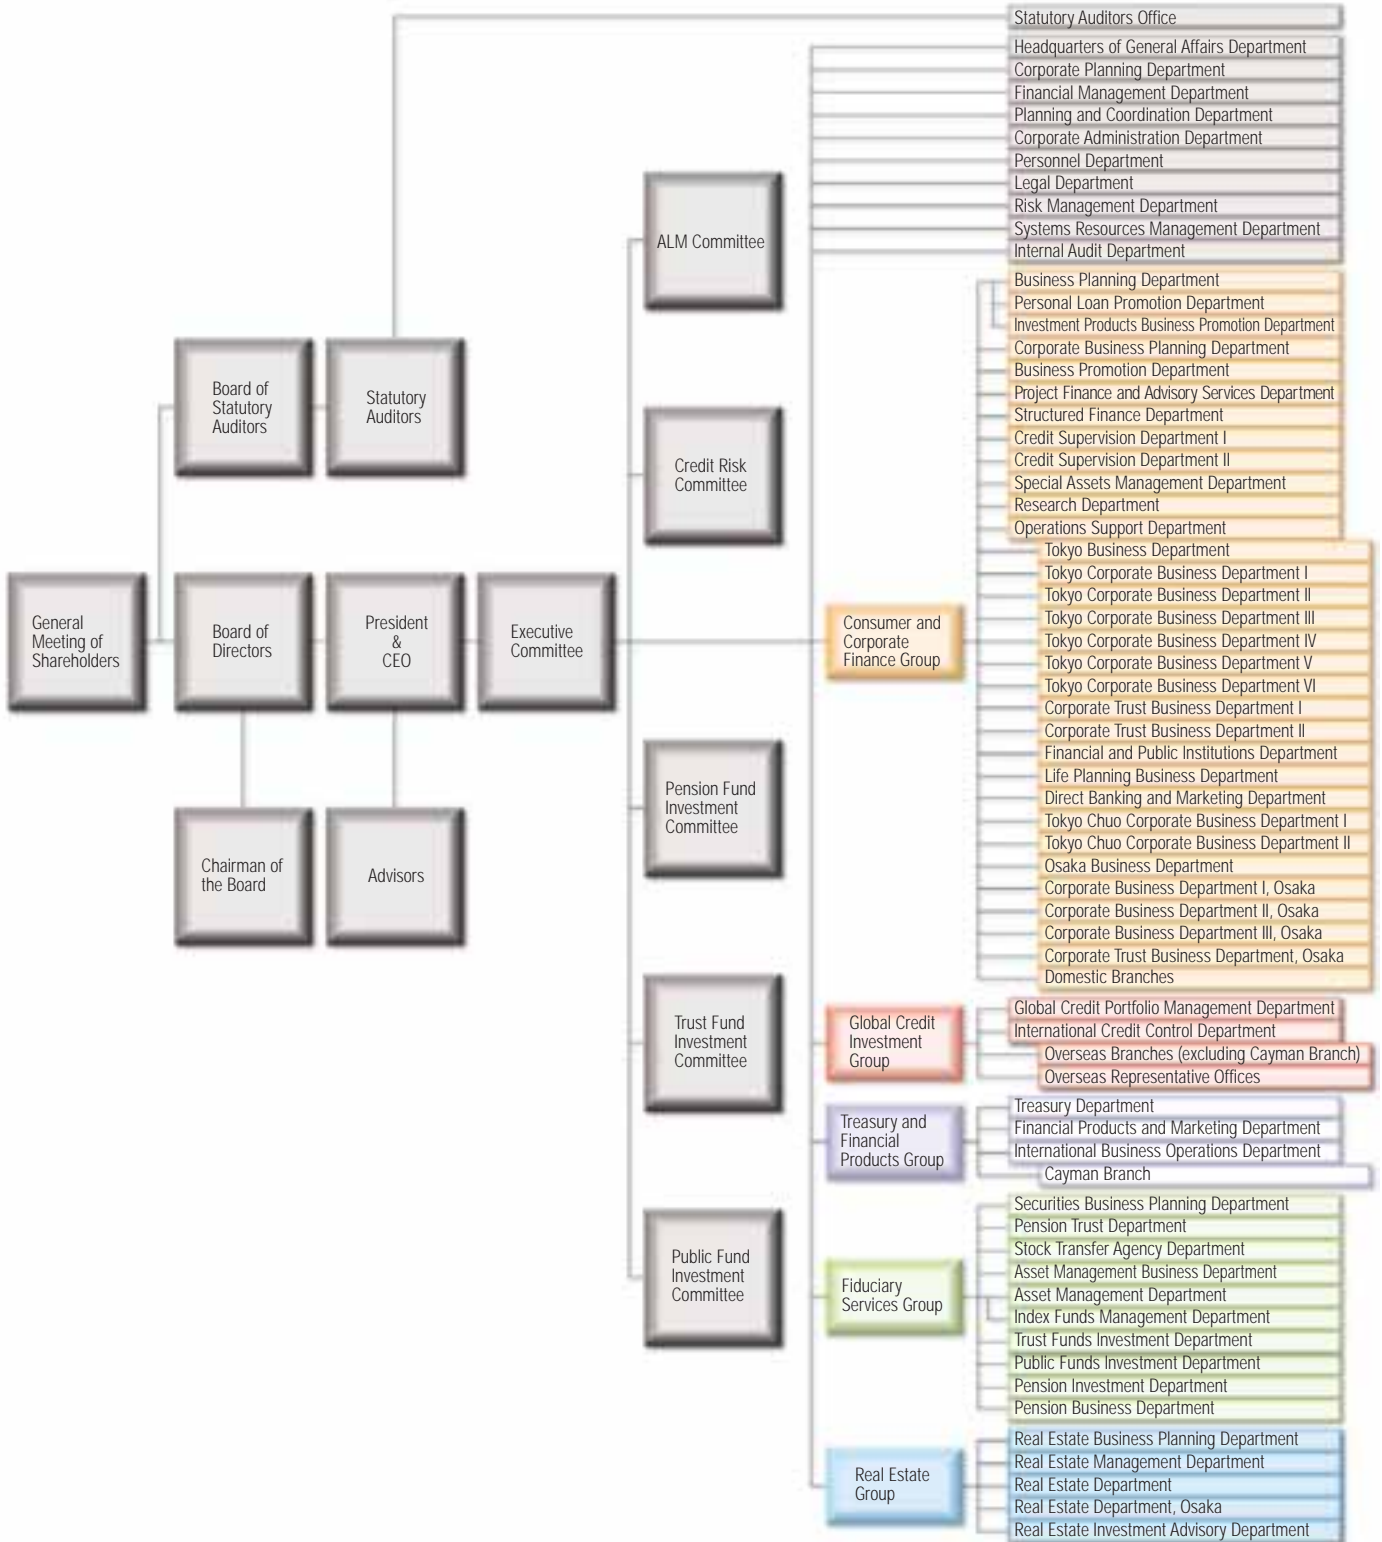 Statutory Auditors Office
Headquarters of General Affairs Department
Corporate Planning Department
Financial Management Department
Planning and Coordination Department
Corporate Administration Department
Personnel Department
Legal Department
Risk Management Department
Systems Resources Management Department
Internal Audit Department
ALM Committee
Board of
Statutory
Auditors
Statutory
Auditors
Credit Risk
Committee
General
Meeting of
Shareholders
Board of
Directors
President
&
CEO
Executive
Committee
Chairman of
the Board
Advisors
Pension Fund
Investment
Committee
Trust Fund
Investment
Committee
Public Fund
Investment
Committee
Consumer and
Corporate
Finance Group
Business Planning Department
Personal Loan Promotion Department
Investment Products Business Promotion Department
Corporate Business Planning Department
Business Promotion Department
Project Finance and Advisory Services Department
Structured Finance Department
Credit Supervision Department I
Credit Supervision Department II
Special Assets Management Department
Research Department
Operations Support Department
Tokyo Business Department
Tokyo Corporate Business Department I
Tokyo Corporate Business Department II
Tokyo Corporate Business Department III
Tokyo Corporate Business Department IV
Tokyo Corporate Business Department V
Tokyo Corporate Business Department VI
Corporate Trust Business Department I
Corporate Trust Business Department II
Financial and Public Institutions Department
Life Planning Business Department
Direct Banking and Marketing Department
Tokyo Chuo Corporate Business Department I
Tokyo Chuo Corporate Business Department II
Osaka Business Department
Corporate Business Department I, Osaka
Corporate Business Department II, Osaka
Corporate Business Department III, Osaka
Corporate Trust Business Department, Osaka
Domestic Branches
Global Credit
Investment
Group
Global Credit Portfolio Management Department
International Credit Control Department
Overseas Branches (excluding Cayman Branch)
Overseas Representative Offices
Treasury and
Financial
Products Group
Treasury Department
Financial Products and Marketing Department
International Business Operations Department
Cayman Branch
Fiduciary
Services Group
Securities Business Planning Department
Pension Trust Department
Stock Transfer Agency Department
Asset Management Business Department
Asset Management Department
Index Funds Management Department
Trust Funds Investment Department
Public Funds Investment Department
Pension Investment Department
Pension Business Department
Real Estate
Group
Real Estate Business Planning Department
Real Estate Management Department
Real Estate Department
Real Estate Department, Osaka
Real Estate Investment Advisory Department